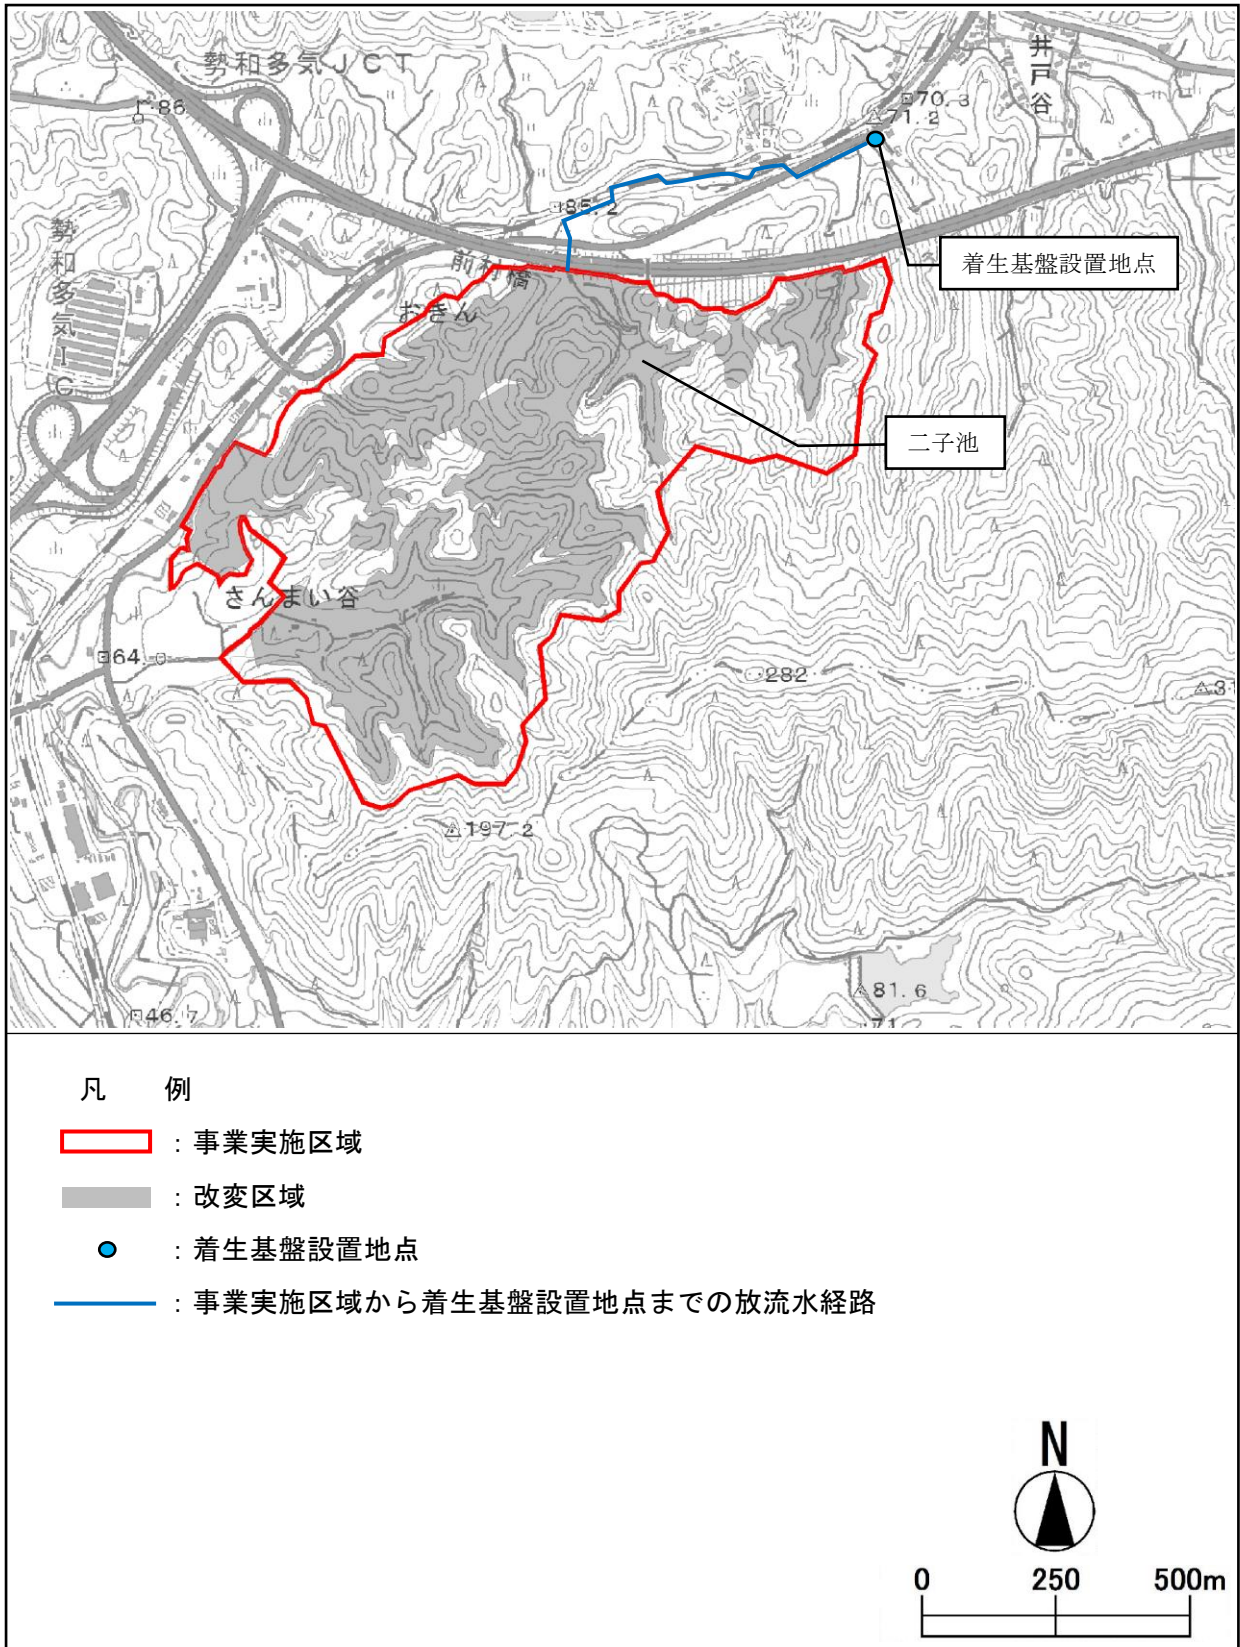 勢和多気JCT
井戸谷
86
70.3
71.2
85.2
勢和多気IC
前村橋
着生基盤設置地点
おきん
二子池
さんまい谷
64.0
282
197.2
81.6
71
46.7
凡 例
:事業実施区域
:改変区域
:着生基盤設置地点
:事業実施区域から着生基盤設置地点までの放流水経路
N
0 250 500m